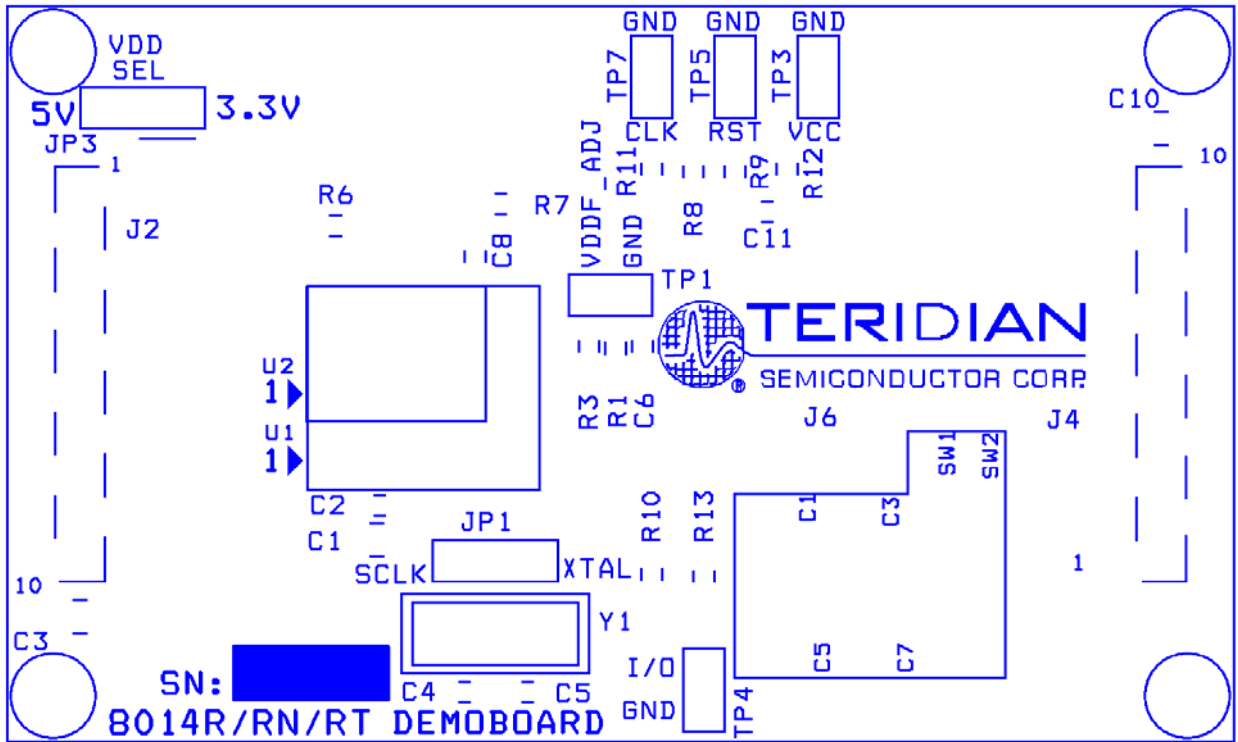 GND GND GND
VDD
SEL
TP7 TP5 TP3
5V 3.3V
C10
JP3
CLK RST VCC
1
10
R11 R9 R12
VDDF_ADJ
R6
R7
R8
J2
GND
C11
C8
TP1
TERIDIAN
SEMICONDUCTOR CORP.
®
U2
1
R3 R1 C6
J6 J4
U1
1
SW1 SW2
C2
R10 R13
C1 C3
JP1
C1
SCLK XTAL
1
10
Y1
C3
I/O
C5 C7
SN:
C4 C5
GND
TP4
8014R/RN/RT DEMOBOARD